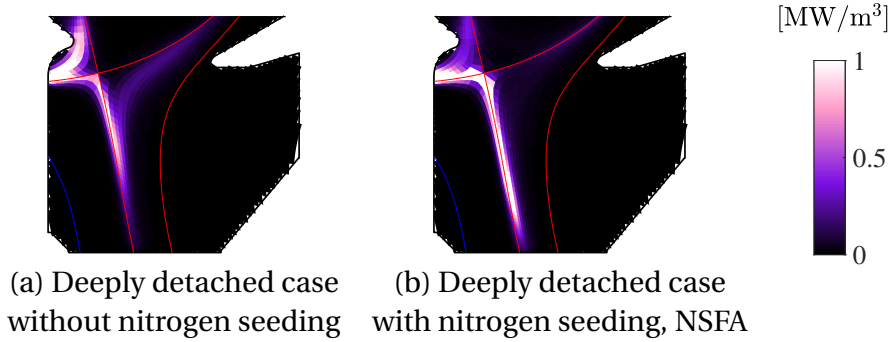 [MW/m³]
1
0.5
0
(a) Deeply detached case
without nitrogen seeding
(b) Deeply detached case
with nitrogen seeding, NSFA